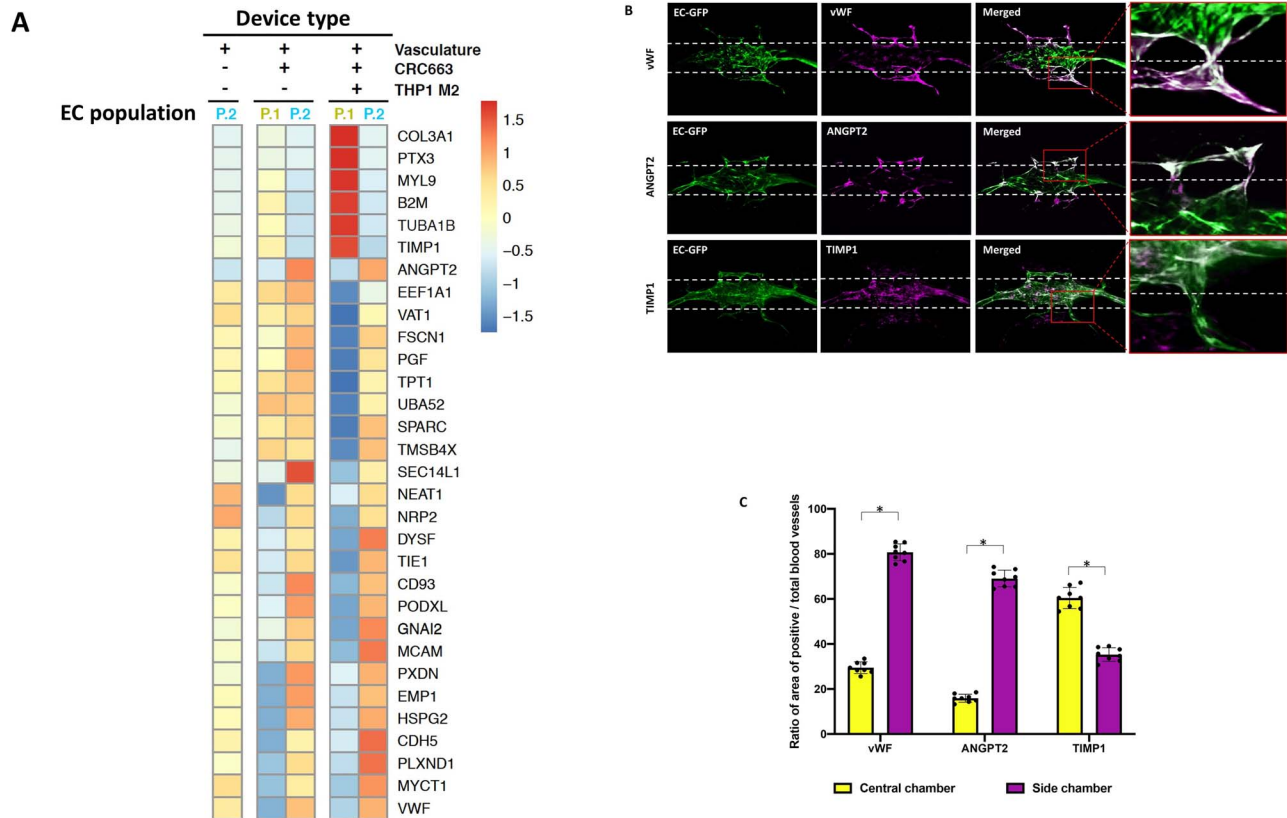 A
Device type
+ + + Vasculature
- + + CRC663
- - + THP1 M2
EC population P.2 P.1 P.2 P.1 P.2
COL3A1
PTX3
MYL9
B2M
TUBA1B
TIMP1
ANGPT2
EEF1A1
VAT1
FSCN1
PGF
TPT1
UBA52
SPARC
TMSB4X
SEC14L1
NEAT1
NRP2
DYSF
TIE1
CD93
PODXL
GNAI2
MCAM
PXDN
EMP1
HSPG2
CDH5
PLXND1
MYCT1
VWF
1.5
1
0.5
0
−0.5
−1
−1.5
B
EC-GFP vWF Merged
vWF
EC-GFP ANGPT2 Merged
ANGPT2
EC-GFP TIMP1 Merged
TIMP1
C
Ratio of area of positive / total blood vessels
100
80
60
40
20
0
* * *
vWF ANGPT2 TIMP1
Central chamber Side chamber